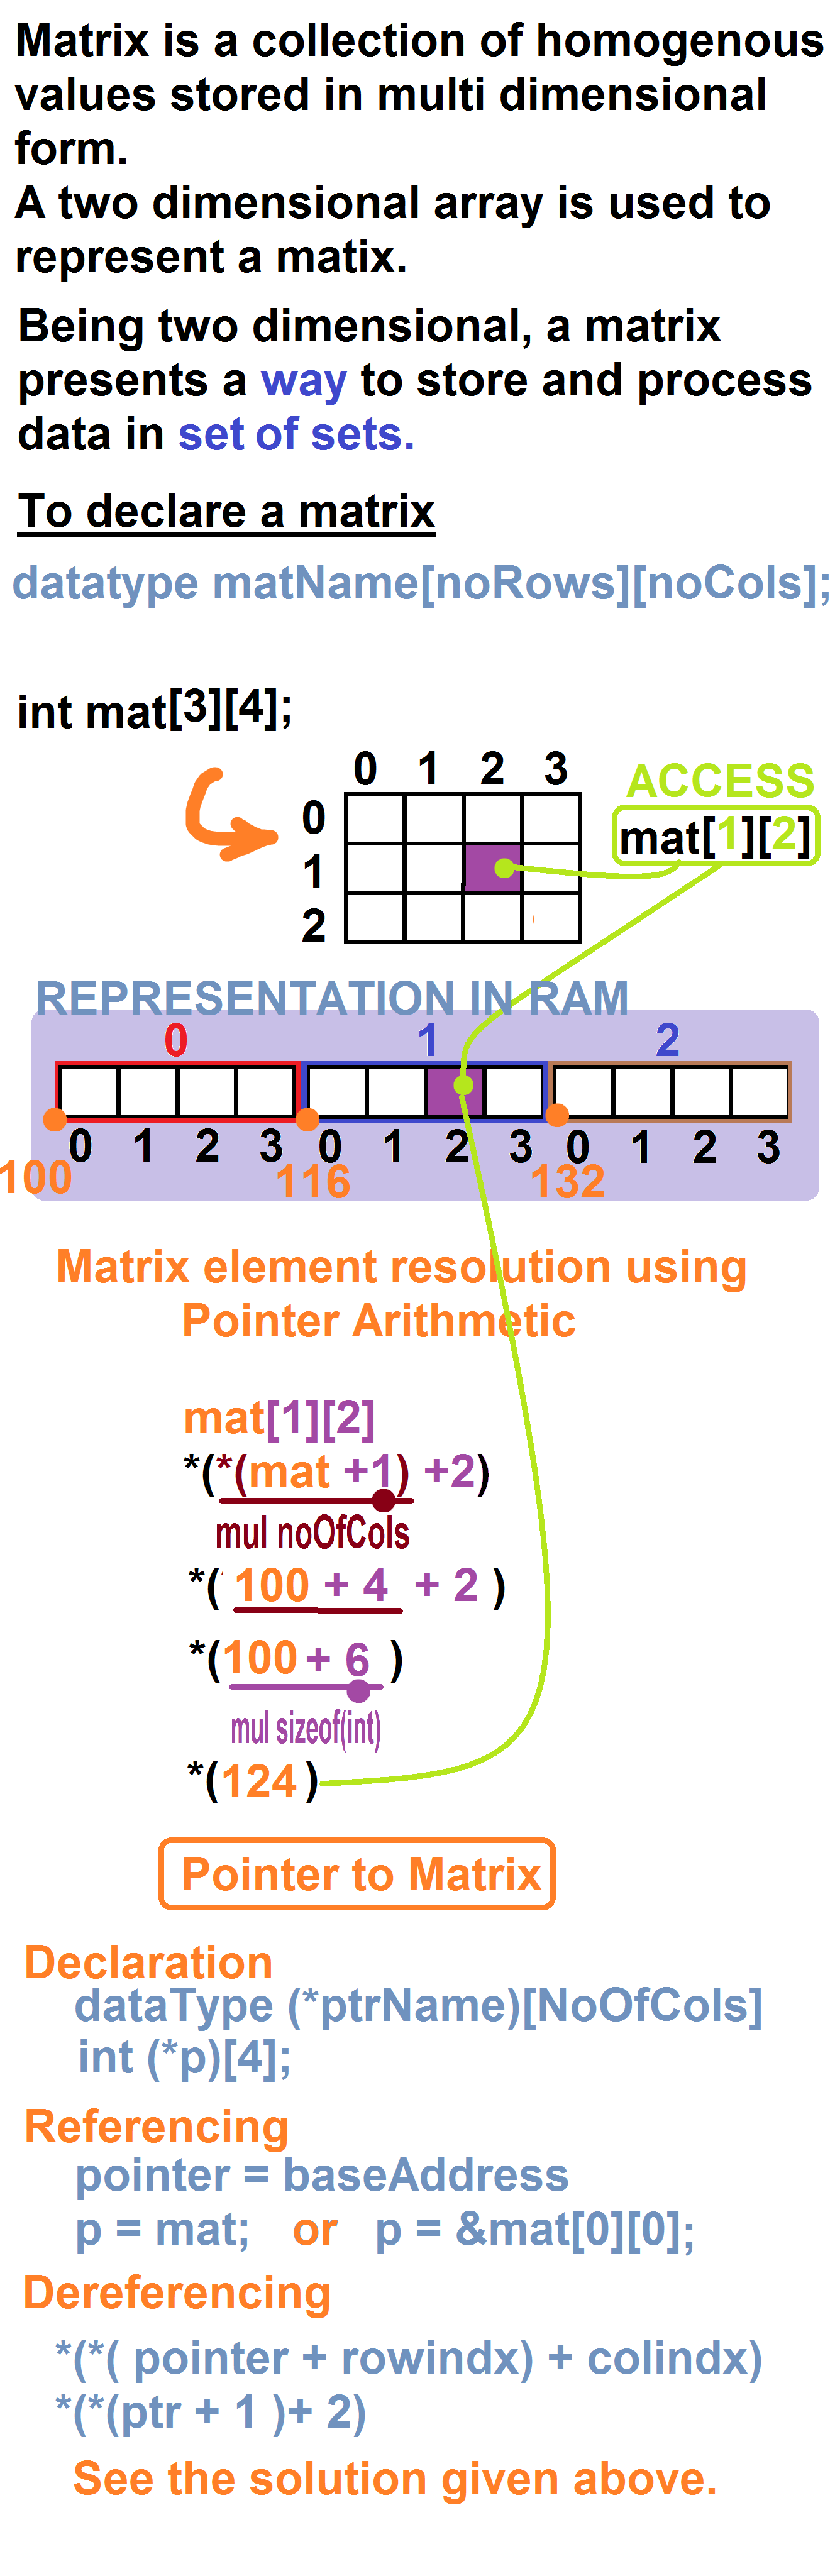 Matrix is a collection of homogenous
values stored in multi dimensional
form.
A two dimensional array is used to
represent a matix.
Being two dimensional, a matrix
presents a way to store and process
data in set of sets.
To declare a matrix
datatype matName[noRows][noCols];
int mat[3][4];
0 1 2 3
ACCESS
0
mat[1][2]
1
2
REPRESENTATION IN RAM
0 1 2
0 1 2 3 0 1 2 3 0 1 2 3
100 116 132
Matrix element resolution using
Pointer Arithmetic
mat[1][2]
*(*(mat +1) +2)
mul noOfCols
*( 100 + 4 + 2 )
*(100 + 6 )
mul sizeof(int)
*(124)
Pointer to Matrix
Declaration
dataType (*ptrName)[NoOfCols]
int (*p)[4];
Referencing
pointer = baseAddress
p = mat; or p = &mat[0][0];
Dereferencing
*(*( pointer + rowindx) + colindx)
*(*(ptr + 1 )+ 2)
See the solution given above.